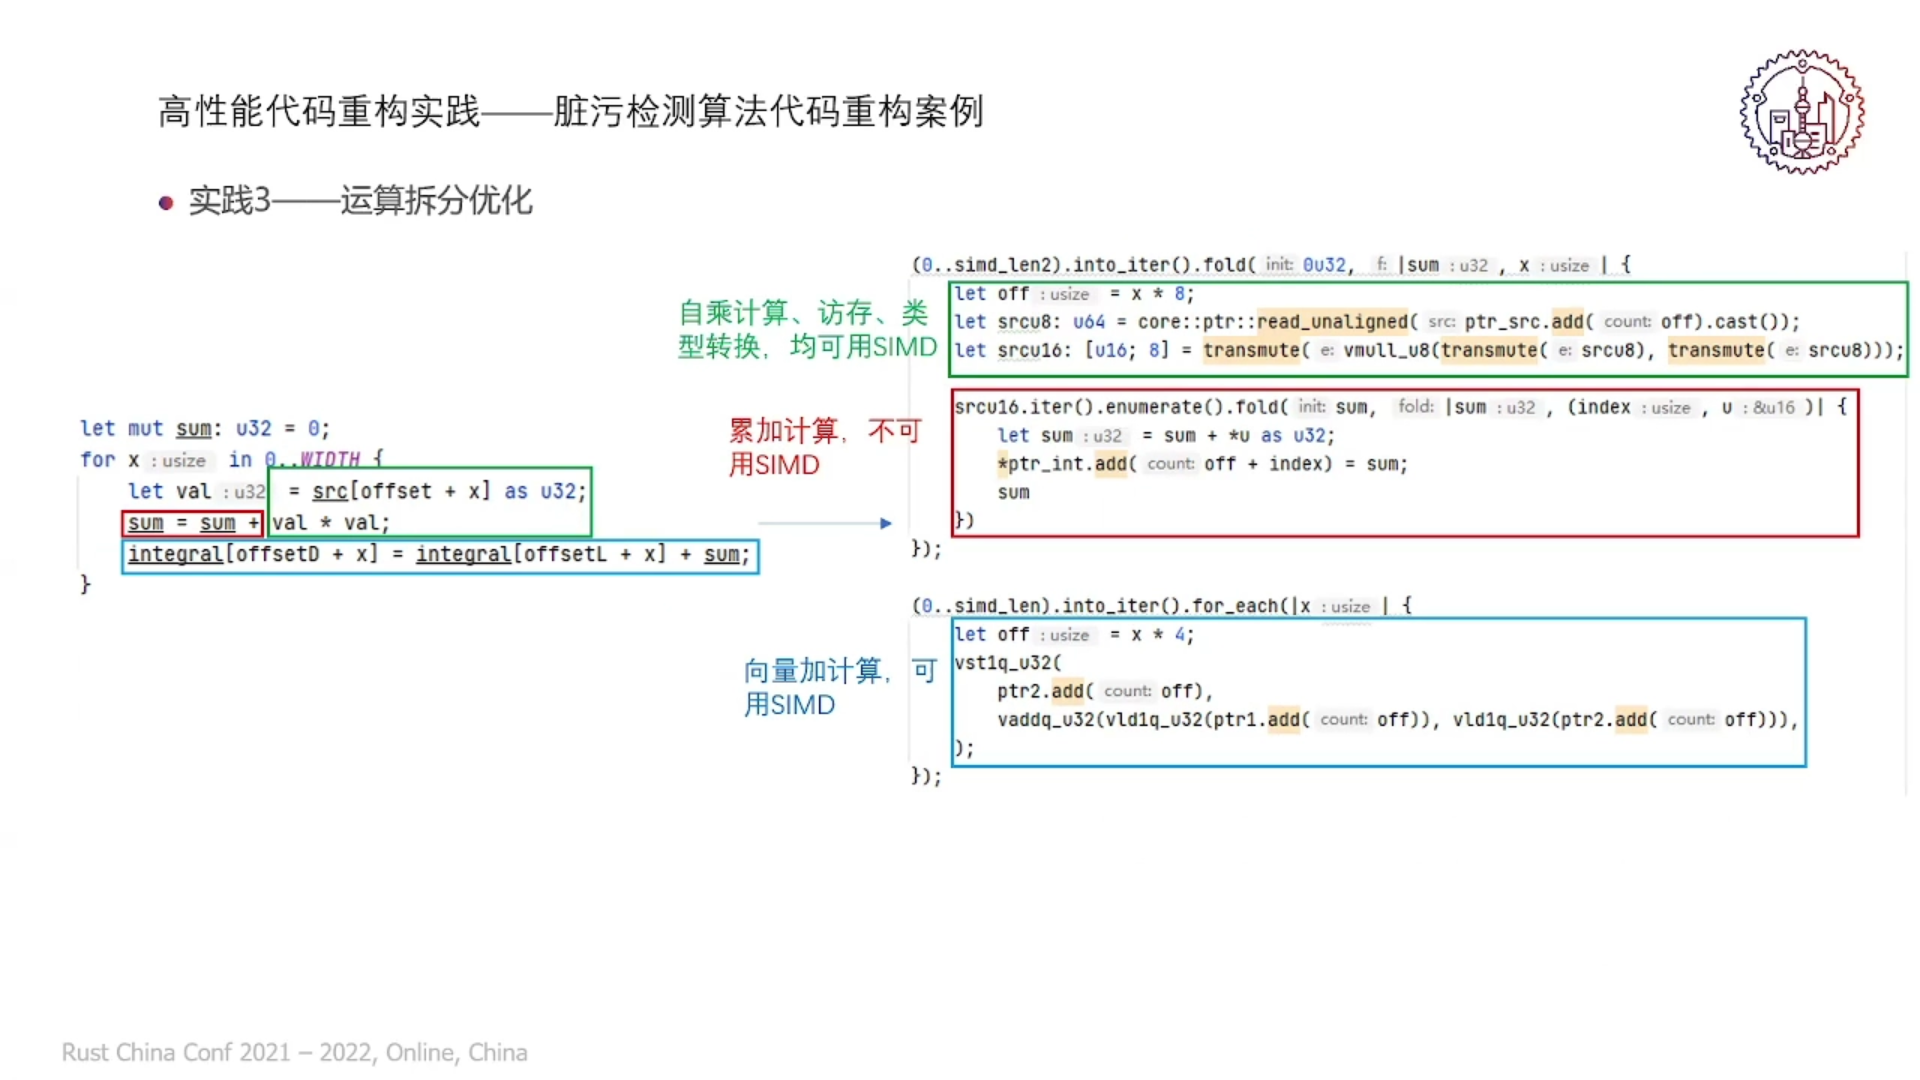 高性能代码重构实践——脏污检测算法代码重构案例
• 实践3——运算拆分优化
let mut sum: u32 = 0;
for x : usize in 0..WIDTH {
let val : u32 = src[offset + x] as u32;
sum = sum + val * val;
integral[offsetD + x] = integral[offsetL + x] + sum;
}
自乘计算、访存、类
型转换，均可用SIMD
累加计算，不可
用SIMD
向量加计算，可
用SIMD
(0..simd_len2).into_iter().fold( init: 0u32, f: |sum : u32 , x : usize | {
let off : usize = x * 8;
let srcu8: u64 = core::ptr::read_unaligned( src: ptr_src.add( count: off).cast());
let srcu16: [u16; 8] = transmute( e: vmull_u8(transmute( e: srcu8), transmute( e: srcu8)));
srcu16.iter().enumerate().fold( init: sum, fold: |sum : u32 , (index : usize , u : &u16 )| {
let sum : u32 = sum + *u as u32;
*ptr_int.add( count: off + index) = sum;
sum
})
});
(0..simd_len).into_iter().for_each(|x : usize | {
let off : usize = x * 4;
vst1q_u32(
ptr2.add( count: off),
vaddq_u32(vld1q_u32(ptr1.add( count: off)), vld1q_u32(ptr2.add( count: off))),
);
});
Rust China Conf 2021 – 2022, Online, China